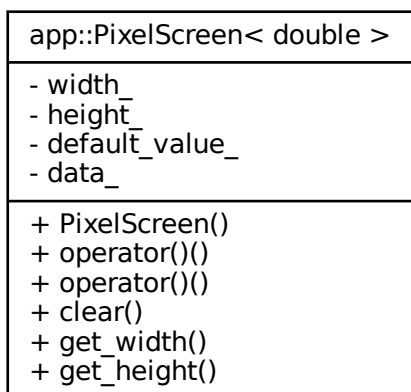 app::PixelScreen< double >
- width_
- height_
- default_value_
- data_
+ PixelScreen()
+ operator()()
+ operator()()
+ clear()
+ get_width()
+ get_height()